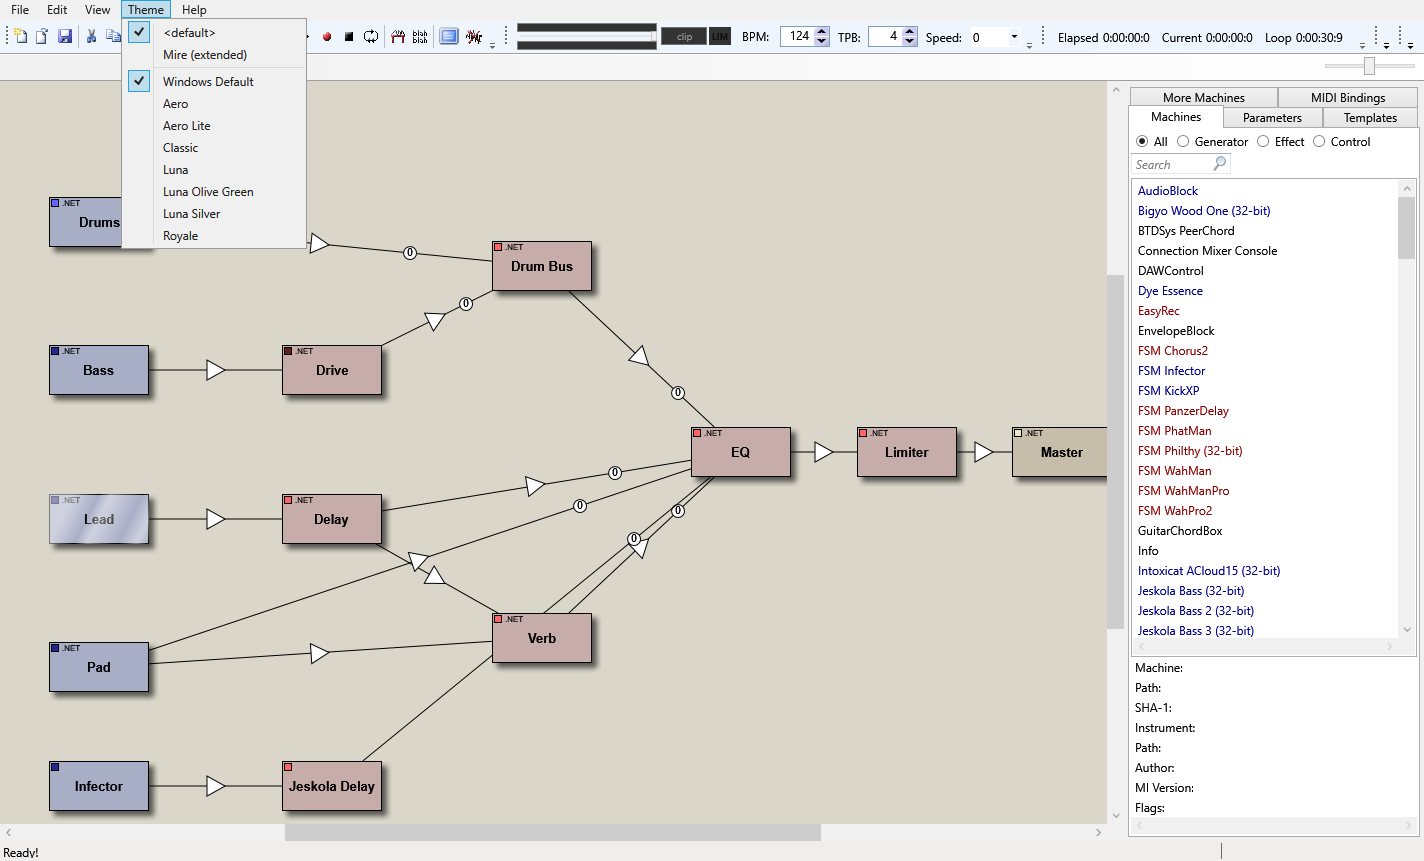 File Edit View Theme Help
<default>
Mire (extended)
Windows Default
Aero
Aero Lite
Classic
Luna
Luna Olive Green
Luna Silver
Royale
blah blah
clip LIM BPM: 124 TPB: 4 Speed: 0 Elapsed 0:00:00:0 Current 0:00:00:0 Loop 0:00:30:9
.NET
Drums
0
.NET
Drum Bus
0
.NET
Bass
.NET
Drive
0
.NET
EQ
.NET
Limiter
.NET
Master
0
0
0
0
.NET
Lead
.NET
Delay
.NET
Verb
.NET
Pad
Infector
Jeskola Delay
More Machines MIDI Bindings
Machines Parameters Templates
All Generator Effect Control
Search
AudioBlock
Bigyo Wood One (32-bit)
BTDSys PeerChord
Connection Mixer Console
DAWControl
Dye Essence
EasyRec
EnvelopeBlock
FSM Chorus2
FSM Infector
FSM KickXP
FSM PanzerDelay
FSM PhatMan
FSM Philthy (32-bit)
FSM WahMan
FSM WahManPro
FSM WahPro2
GuitarChordBox
Info
Intoxicat ACloud15 (32-bit)
Jeskola Bass (32-bit)
Jeskola Bass 2 (32-bit)
Jeskola Bass 3 (32-bit)
Machine:
Path:
SHA-1:
Instrument:
Path:
Author:
MI Version:
Flags:
Ready!